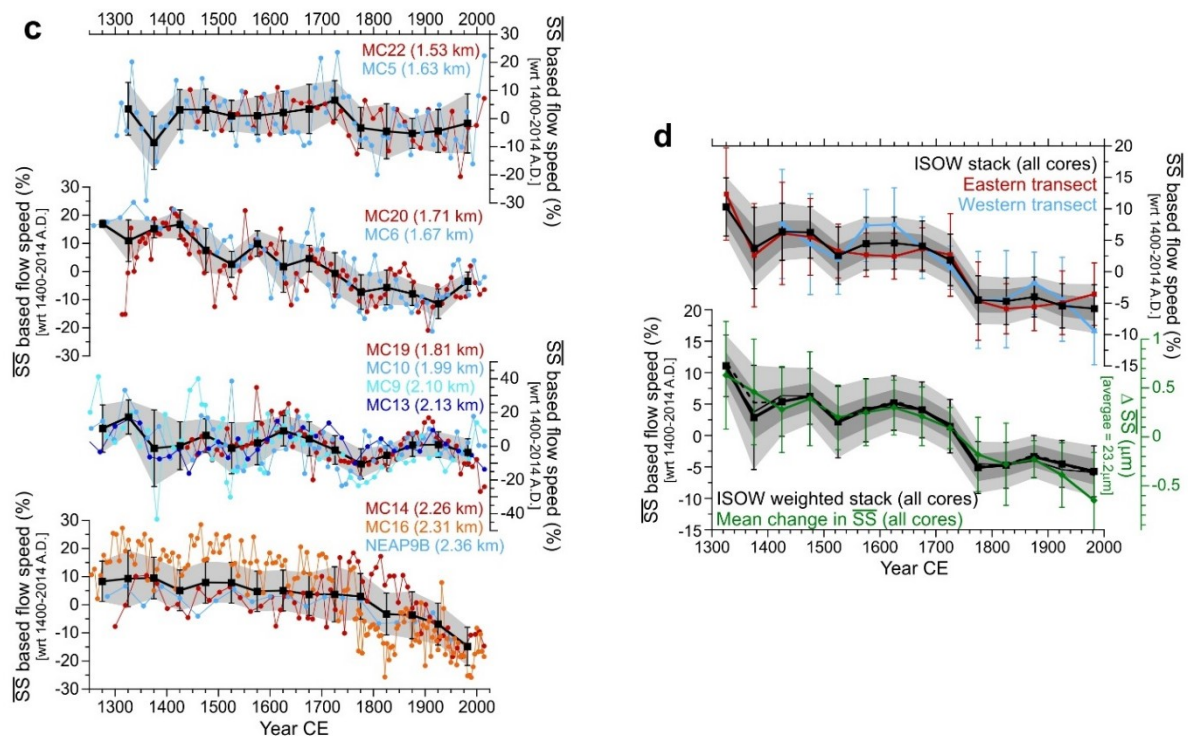 c
1300 1400 1500 1600 1700 1800 1900 2000
MC22 (1.53 km)
MC5 (1.63 km)
30
20
10
0
-10
-20
-30
SS based flow speed (%)
[wrt 1400-2014 A.D.]
30
20
10
0
-10
-20
-30
SS based flow speed (%)
[wrt 1400-2014 A.D.]
MC20 (1.71 km)
MC6 (1.67 km)
MC19 (1.81 km)
MC10 (1.99 km)
MC9 (2.10 km)
MC13 (2.13 km)
40
20
0
-20
-40
SS based flow speed (%)
[wrt 1400-2014 A.D.]
MC14 (2.26 km)
MC16 (2.31 km)
NEAP9B (2.36 km)
30
20
10
0
-10
-20
-30
SS based flow speed (%)
[wrt 1400-2014 A.D.]
1300 1400 1500 1600 1700 1800 1900 2000
Year CE
d
ISOW stack (all cores)
Eastern transect
Western transect
20
15
10
5
0
-5
-10
-15
SS based flow speed (%)
[wrt 1400-2014 A.D.]
20
15
10
5
0
-5
-10
-15
SS based flow speed (%)
[wrt 1400-2014 A.D.]
1
0.5
0
-0.5
Δ SS (μm)
[avergae = 23.2μm]
ISOW weighted stack (all cores)
Mean change in SS (all cores)
1300 1400 1500 1600 1700 1800 1900 2000
Year CE